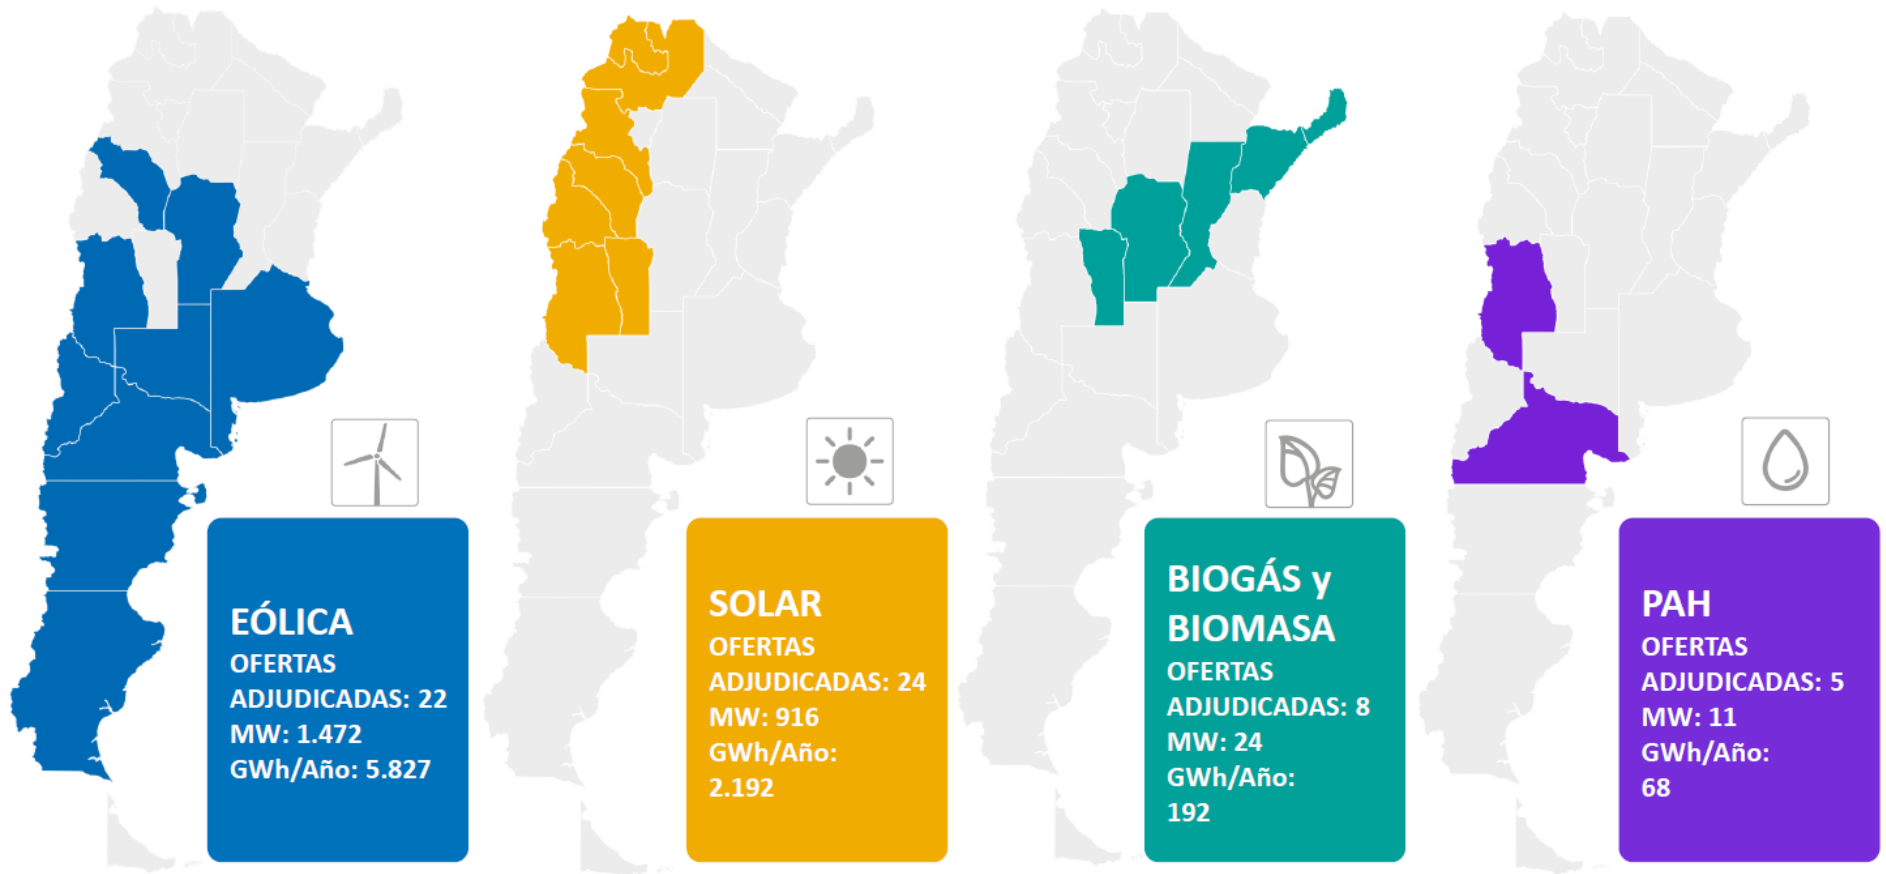 EÓLICA
OFERTAS
ADJUDICADAS: 22
MW: 1.472
GWh/Año: 5.827
SOLAR
OFERTAS
ADJUDICADAS: 24
MW: 916
GWh/Año:
2.192
BIOGÁS y
BIOMASA
OFERTAS
ADJUDICADAS: 8
MW: 24
GWh/Año:
192
PAH
OFERTAS
ADJUDICADAS: 5
MW: 11
GWh/Año:
68